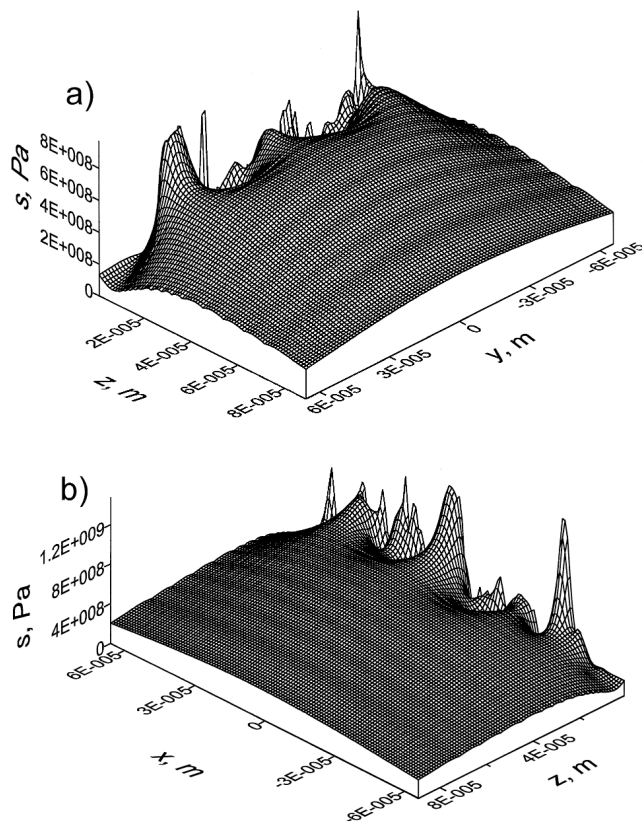 a)
s, Pa
8E+008
6E+008
4E+008
2E+008
0
2E-005
4E-005
6E-005
8E-005
z, m
6E-005
3E-005
0
-3E-005
-6E-005
y, m
b)
s, Pa
1.2E+009
8E+008
4E+008
0
6E-005
3E-005
0
-3E-005
-6E-005
x, m
8E-005
4E-005
z, m